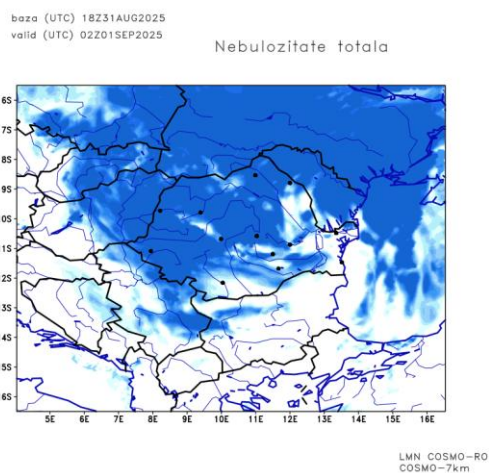 baza (UTC) 18Z31AUG2025
valid (UTC) 02Z01SEP2025
Nebulozitate totala
6S
7S
8S
9S
0S
1S
2S
3S
4S
5S
6S
5E 6E 7E 8E 9E 10E 11E 12E 13E 14E 15E 16E
LMN COSMO-RO
COSMO-7km